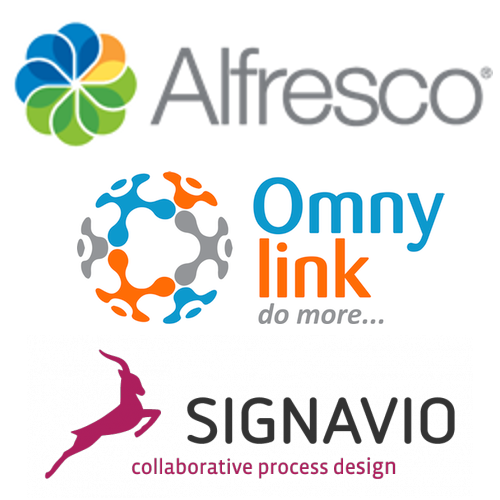 Alfresco®
Omny
link
do more...
SIGNAVIO
collaborative process design